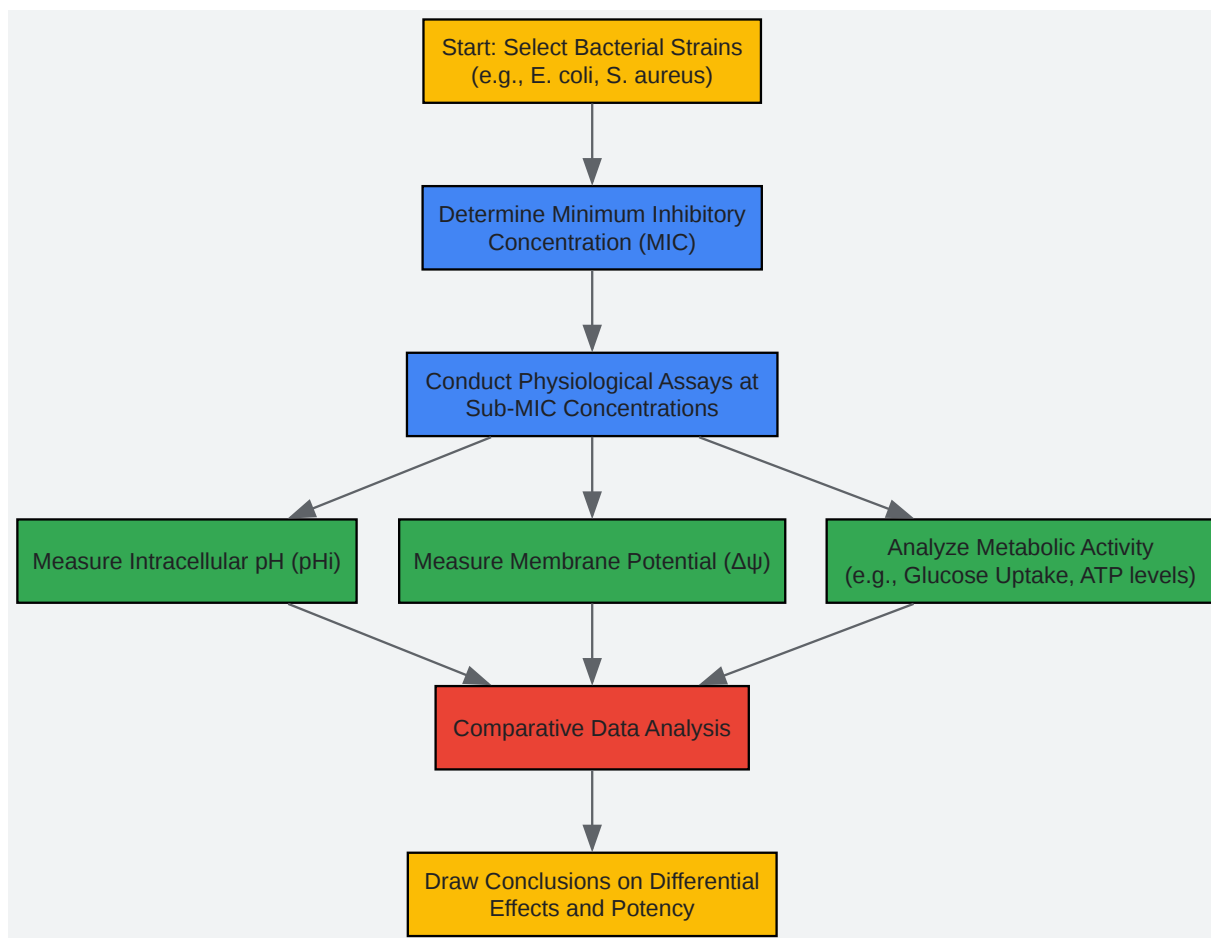 Start: Select Bacterial Strains
(e.g., E. coli, S. aureus)
Determine Minimum Inhibitory
Concentration (MIC)
Conduct Physiological Assays at
Sub-MIC Concentrations
Measure Intracellular pH (pHi)
Measure Membrane Potential (Δψ)
Analyze Metabolic Activity
(e.g., Glucose Uptake, ATP levels)
Comparative Data Analysis
Draw Conclusions on Differential
Effects and Potency